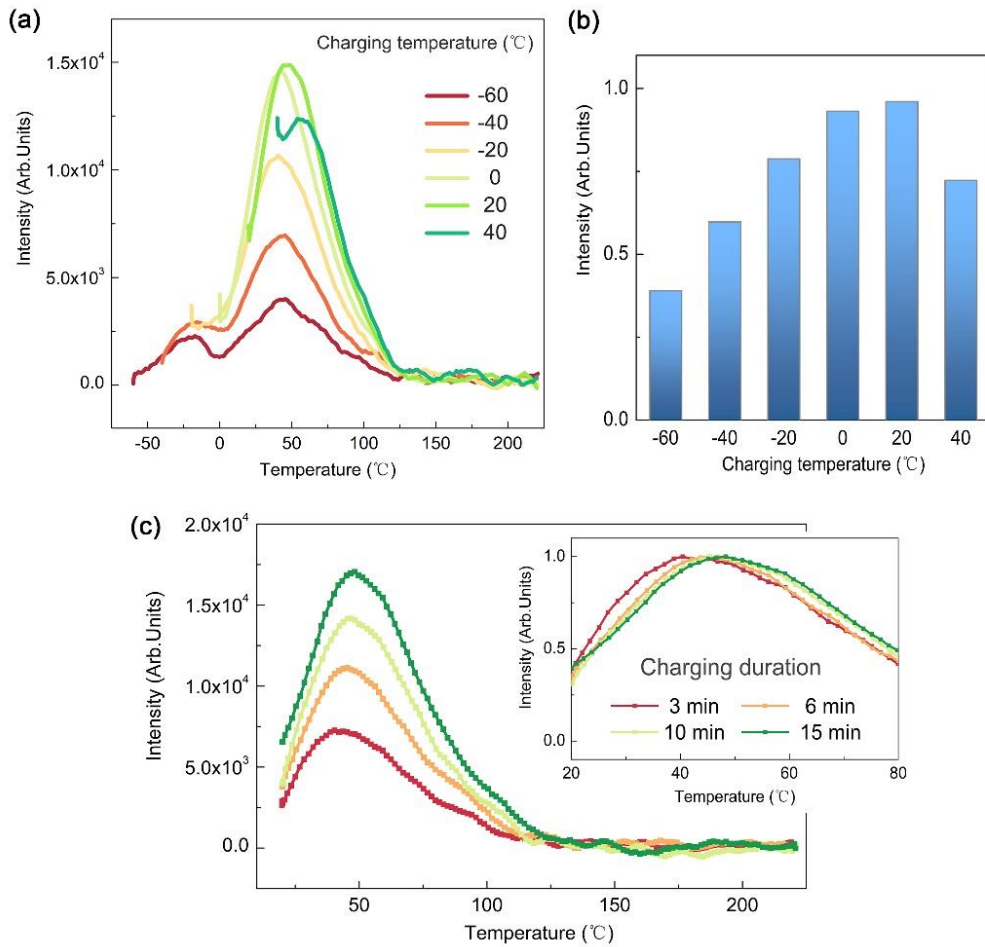 (a)
Charging temperature (℃)
-60
-40
-20
0
20
40
1.5x10⁴
1.0x10⁴
5.0x10³
0.0
Intensity (Arb.Units)
-50 0 50 100 150 200
Temperature (℃)
(b)
1.0
0.5
0.0
Intensity (Arb.Units)
-60 -40 -20 0 20 40
Charging temperature (℃)
(c)
2.0x10⁴
1.5x10⁴
1.0x10⁴
5.0x10³
0.0
Intensity (Arb.Units)
50 100 150 200
Temperature (℃)
1.0
0.5
0.0
Intensity (Arb.Units)
Charging duration
3 min 6 min
10 min 15 min
20 40 60 80
Temperature (℃)